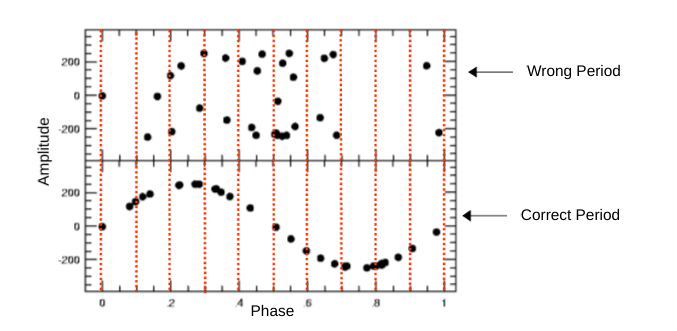 200
0
-200
Wrong Period
Amplitude
200
0
-200
Correct Period
0 .2 .4 .6 .8 1
Phase